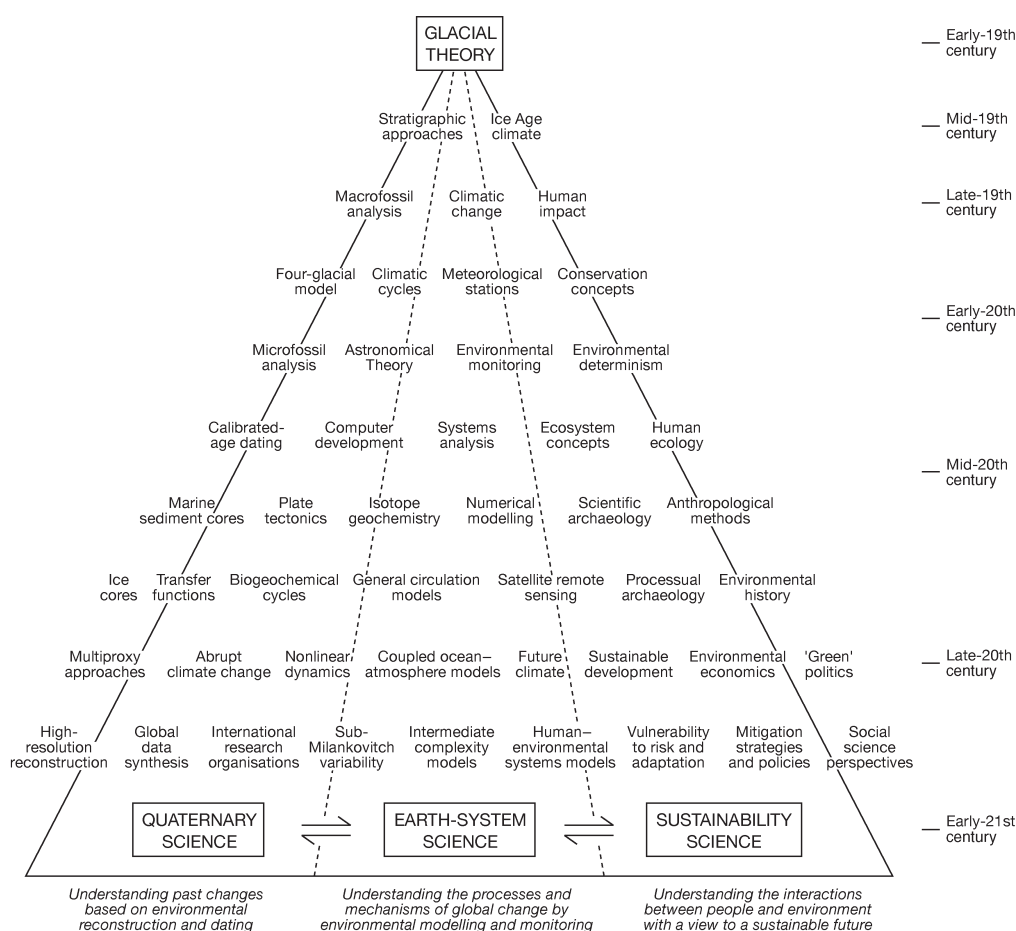 GLACIAL
THEORY
Early-19th
century
Stratigraphic
approaches
Ice Age
climate
Mid-19th
century
Macrofossil
analysis
Climatic
change
Human
impact
Late-19th
century
Four-glacial
model
Climatic
cycles
Meteorological
stations
Conservation
concepts
Early-20th
century
Microfossil
analysis
Astronomical
Theory
Environmental
monitoring
Environmental
determinism
Calibrated-
age dating
Computer
development
Systems
analysis
Ecosystem
concepts
Human
ecology
Mid-20th
century
Marine
sediment cores
Plate
tectonics
Isotope
geochemistry
Numerical
modelling
Scientific
archaeology
Anthropological
methods
Ice
cores
Transfer
functions
Biogeochemical
cycles
General circulation
models
Satellite remote
sensing
Processual
archaeology
Environmental
history
Multiproxy
approaches
Abrupt
climate change
Nonlinear
dynamics
Coupled ocean–
atmosphere models
Future
climate
Sustainable
development
Environmental
economics
'Green'
politics
Late-20th
century
High-
resolution
reconstruction
Global
data
synthesis
International
research
organisations
Sub-
Milankovitch
variability
Intermediate
complexity
models
Human–
environmental
systems models
Vulnerability
to risk and
adaptation
Mitigation
strategies
and policies
Social
science
perspectives
QUATERNARY
SCIENCE
EARTH-SYSTEM
SCIENCE
SUSTAINABILITY
SCIENCE
Early-21st
century
Understanding past changes
based on environmental
reconstruction and dating
Understanding the processes and
mechanisms of global change by
environmental modelling and monitoring
Understanding the interactions
between people and environment
with a view to a sustainable future